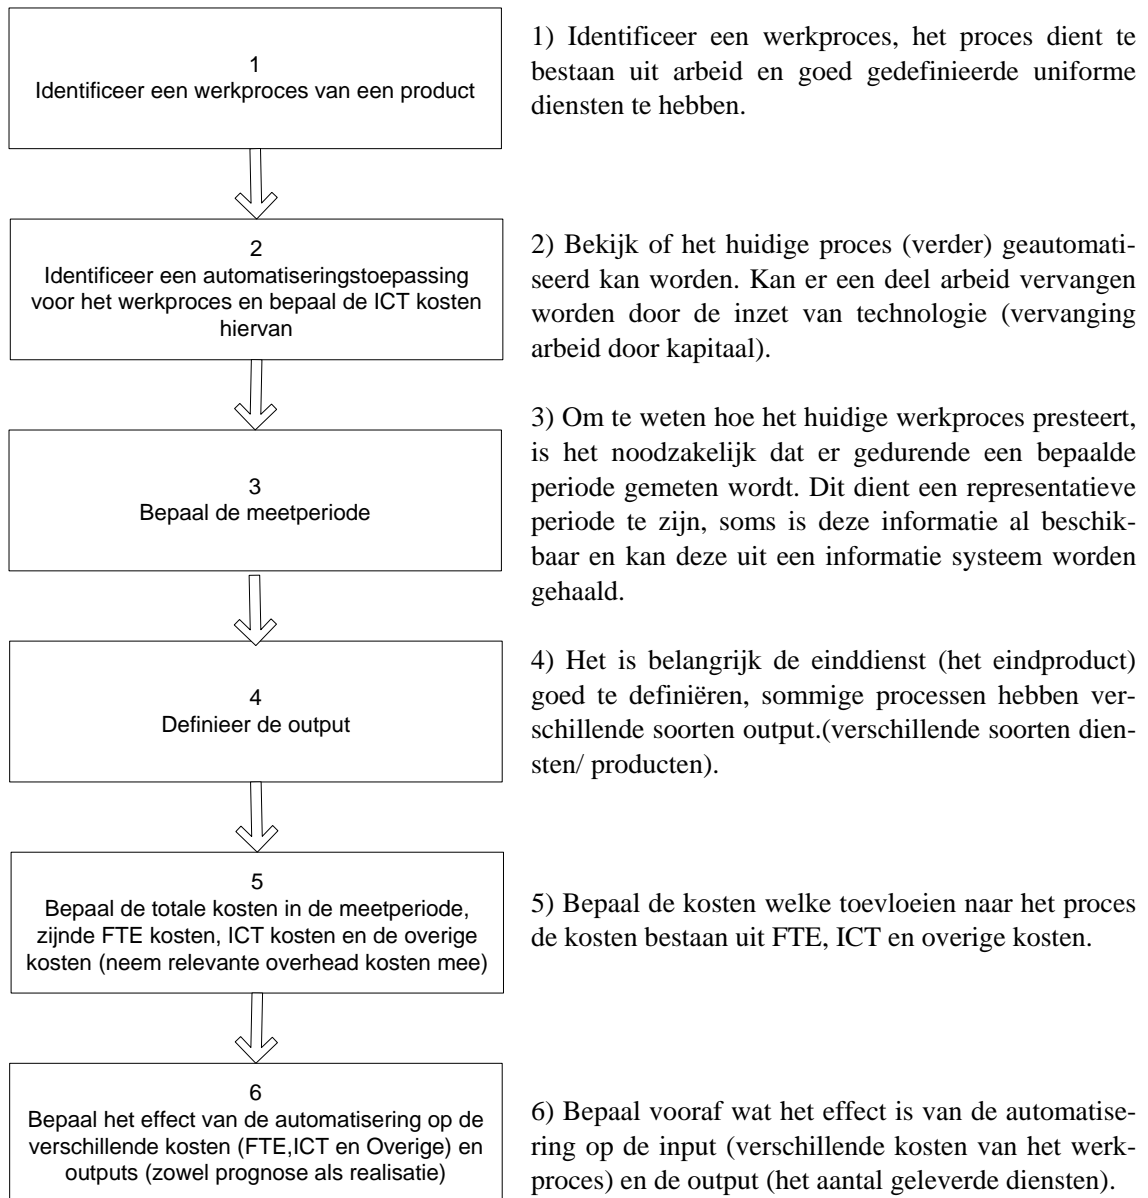 1
Identificeer een werkproces van een product
1) Identificeer een werkproces, het proces dient te
bestaan uit arbeid en goed gedefinieerde uniforme
diensten te hebben.
2
Identificeer een automatiseringstoepassing
voor het werkproces en bepaal de ICT kosten
hiervan
2) Bekijk of het huidige proces (verder) geautomati-
seerd kan worden. Kan er een deel arbeid vervangen
worden door de inzet van technologie (vervanging
arbeid door kapitaal).
3
Bepaal de meetperiode
3) Om te weten hoe het huidige werkproces presteert,
is het noodzakelijk dat er gedurende een bepaalde
periode gemeten wordt. Dit dient een representatieve
periode te zijn, soms is deze informatie al beschik-
baar en kan deze uit een informatie systeem worden
gehaald.
4
Definieer de output
4) Het is belangrijk de einddienst (het eindproduct)
goed te definiëren, sommige processen hebben ver-
schillende soorten output.(verschillende soorten dien-
sten/ producten).
5
Bepaal de totale kosten in de meetperiode,
zijnde FTE kosten, ICT kosten en de overige
kosten (neem relevante overhead kosten mee)
5) Bepaal de kosten welke toevloeien naar het proces
de kosten bestaan uit FTE, ICT en overige kosten.
6
Bepaal het effect van de automatisering op de
verschillende kosten (FTE,ICT en Overige) en
outputs (zowel prognose als realisatie)
6) Bepaal vooraf wat het effect is van de automatise-
ring op de input (verschillende kosten van het werk-
proces) en de output (het aantal geleverde diensten).